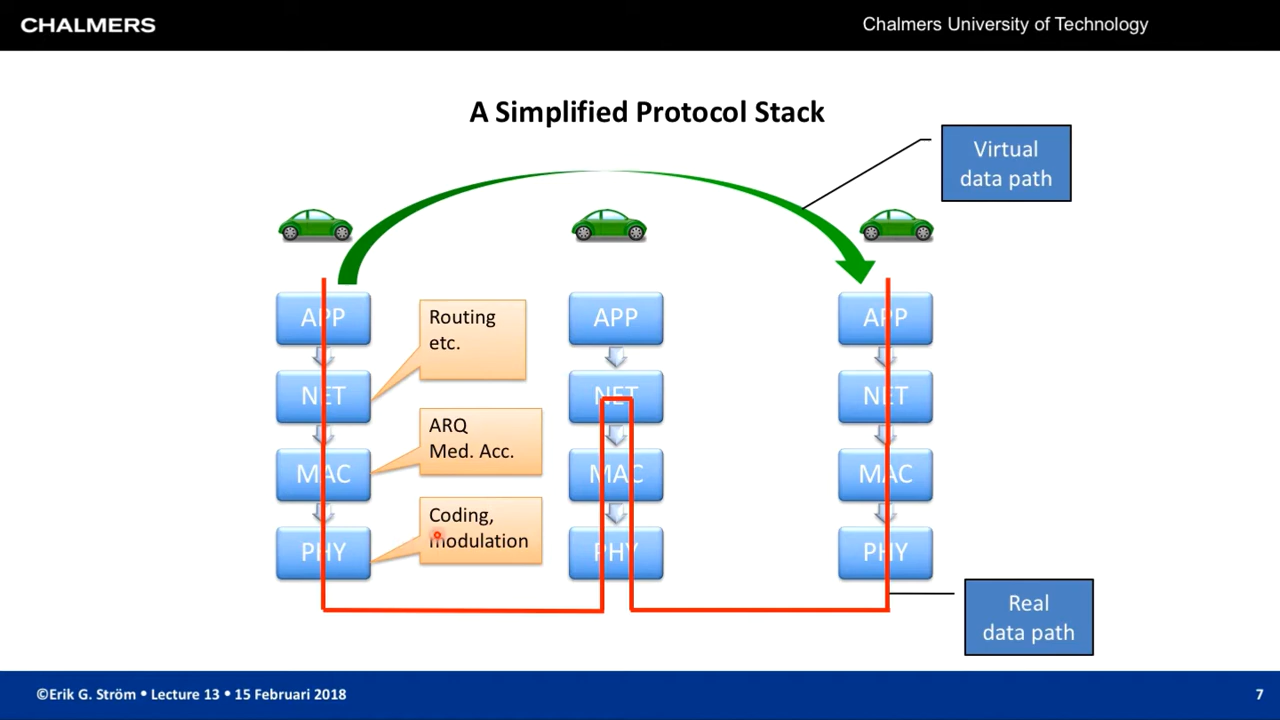 CHALMERS
Chalmers University of Technology
A Simplified Protocol Stack
Virtual
data path
APP
NET
MAC
PHY
Routing
etc.
ARQ
Med. Acc.
Coding,
modulation
APP
NET
MAC
PHY
APP
NET
MAC
PHY
Real
data path
©Erik G. Ström • Lecture 13 • 15 Februari 2018
7